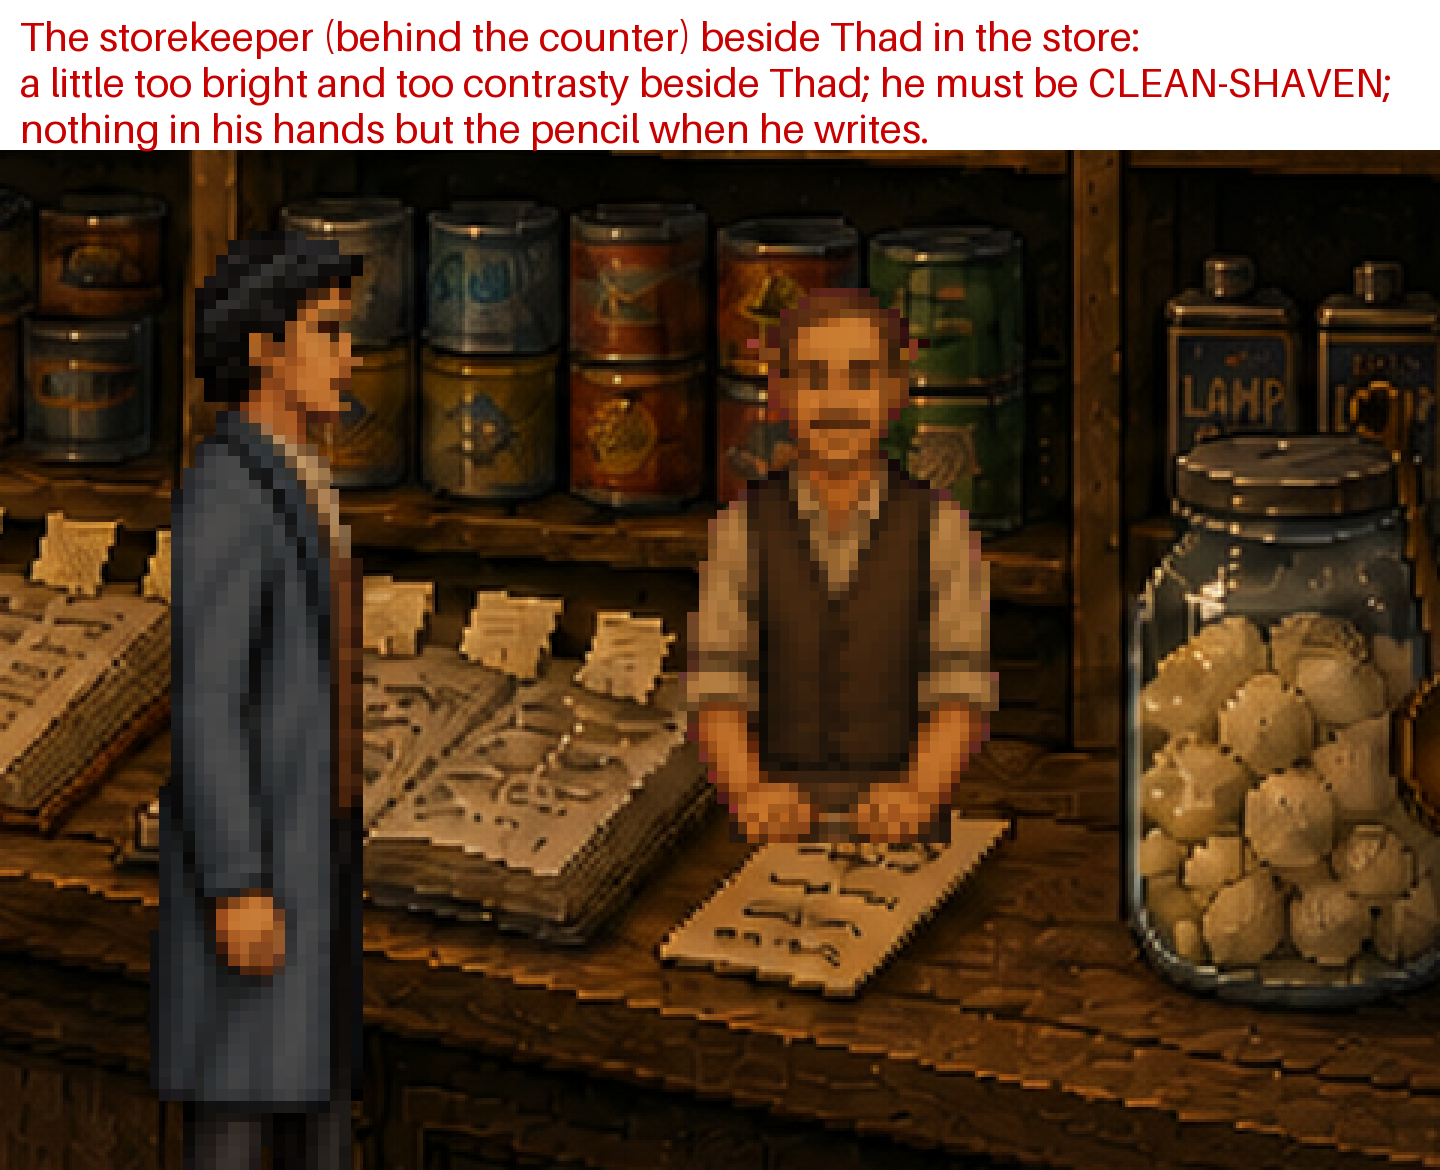 The storekeeper (behind the counter) beside Thad in the store:
a little too bright and too contrasty beside Thad; he must be CLEAN-SHAVEN;
nothing in his hands but the pencil when he writes.
LAMP